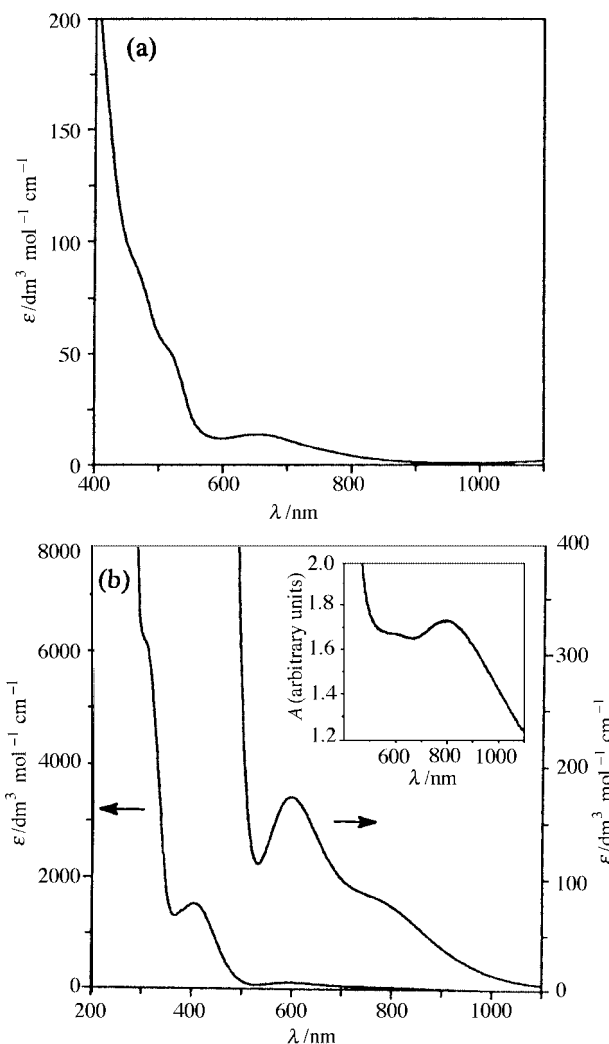 (a)
200
150
100
50
0
ε/dm³ mol⁻¹ cm⁻¹
400 600 800 1000
λ/nm
(b)
8000
6000
4000
2000
0
ε/dm³ mol⁻¹ cm⁻¹
200 400 600 800 1000
λ/nm
400
300
200
100
0
ε/dm³ mol⁻¹ cm⁻¹
2.0
1.8
1.6
1.4
1.2
A (arbitrary units)
600 800 1000
λ/nm